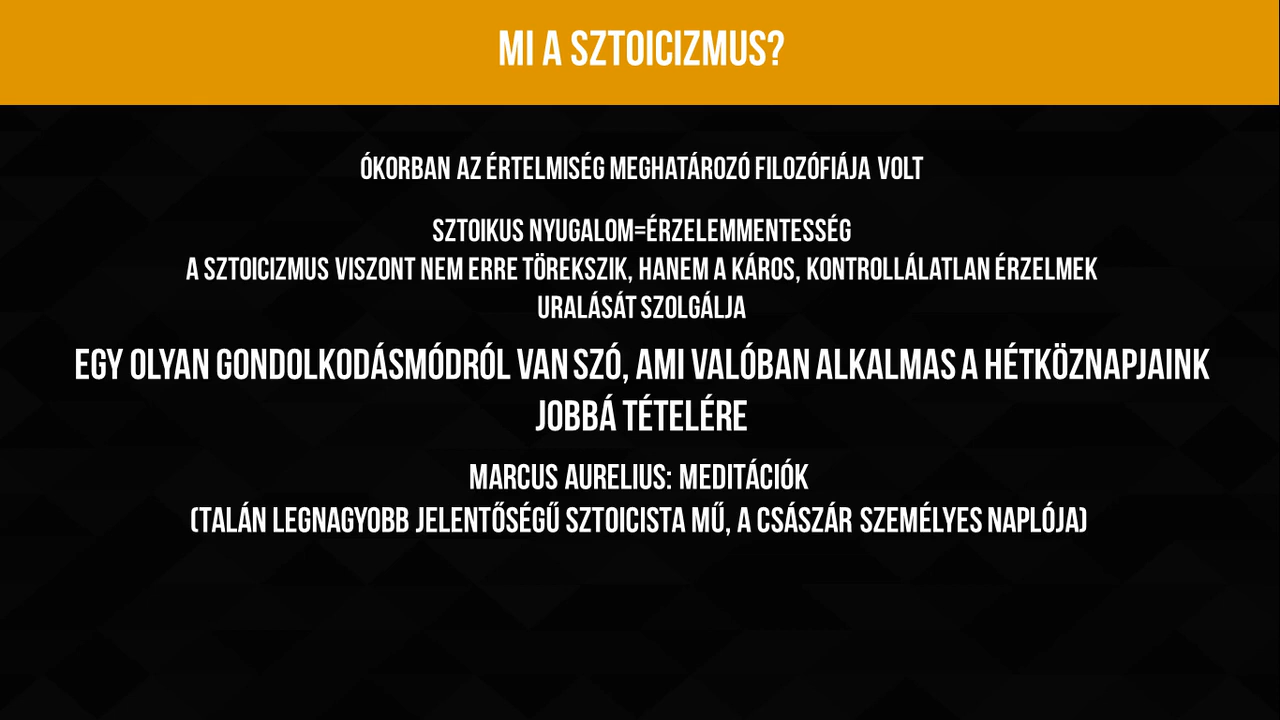 MI A SZTOICIZMUS?
ÓKORBAN AZ ÉRTELMISÉG MEGHATÁROZÓ FILOZÓFIÁJA VOLT
SZTOIKUS NYUGALOM=ÉRZELEMMENTESSÉG
A SZTOICIZMUS VISZONT NEM ERRE TÖREKSZIK, HANEM A KÁROS, KONTROLLÁLATLAN ÉRZELMEK
URALÁSÁT SZOLGÁLJA
EGY OLYAN GONDOLKODÁSMÓDRÓL VAN SZÓ, AMI VALÓBAN ALKALMAS A HÉTKÖZNAPJAINK
JOBBÁ TÉTELÉRE
MARCUS AURELIUS: MEDITÁCIÓK
(TALÁN LEGNAGYOBB JELENTŐSÉGŰ SZTOICISTA MŰ, A CSÁSZÁR SZEMÉLYES NAPLÓJA)